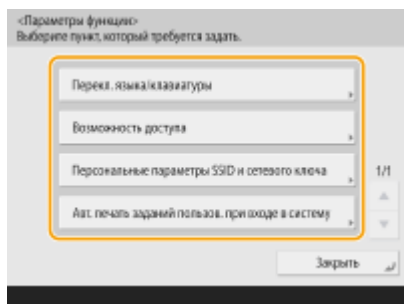 <Параметры функции>
Выберите пункт, который требуется задать.
Перекл. языка/клавиатуры
Возможность доступа
Персональные параметры SSID и сетевого ключа
1/1
Авт. печать заданий пользов. при входе в систему
Закрыть